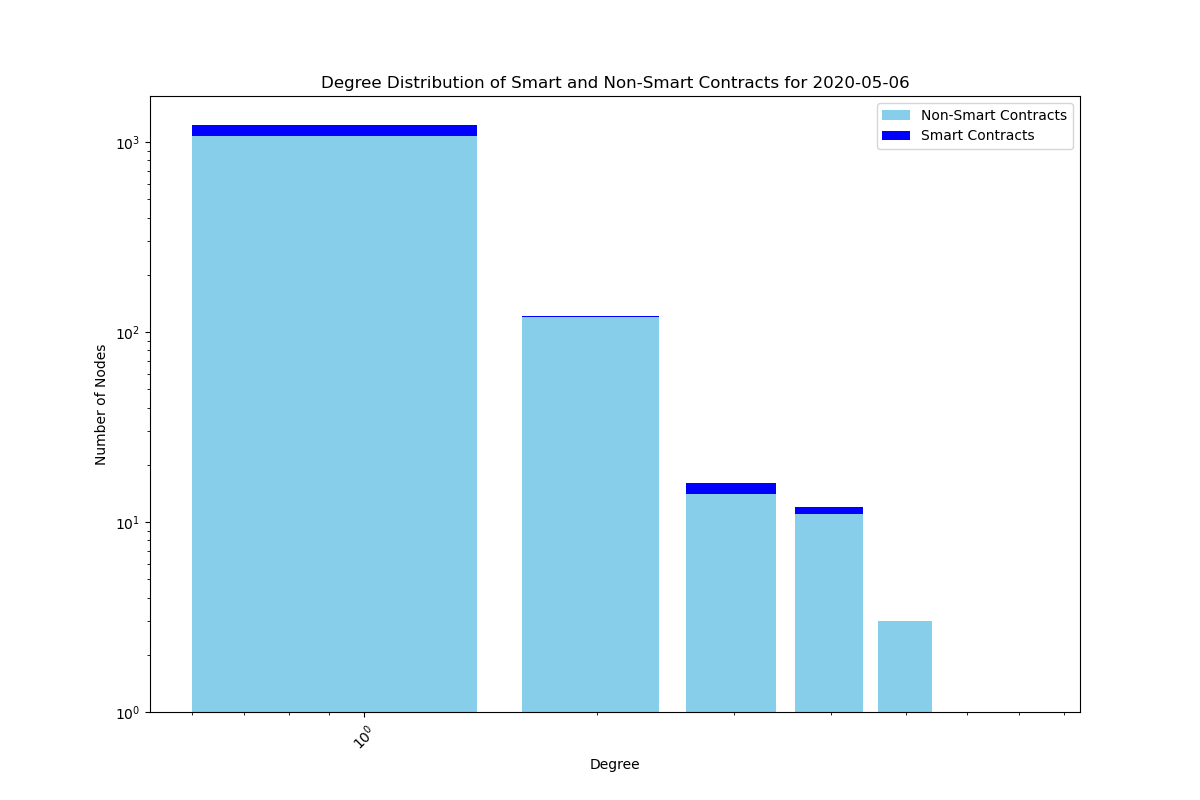 Degree Distribution of Smart and Non-Smart Contracts for 2020-05-06
Non-Smart Contracts
Smart Contracts
10³
10²
10¹
10⁰
Number of Nodes
10⁰
Degree